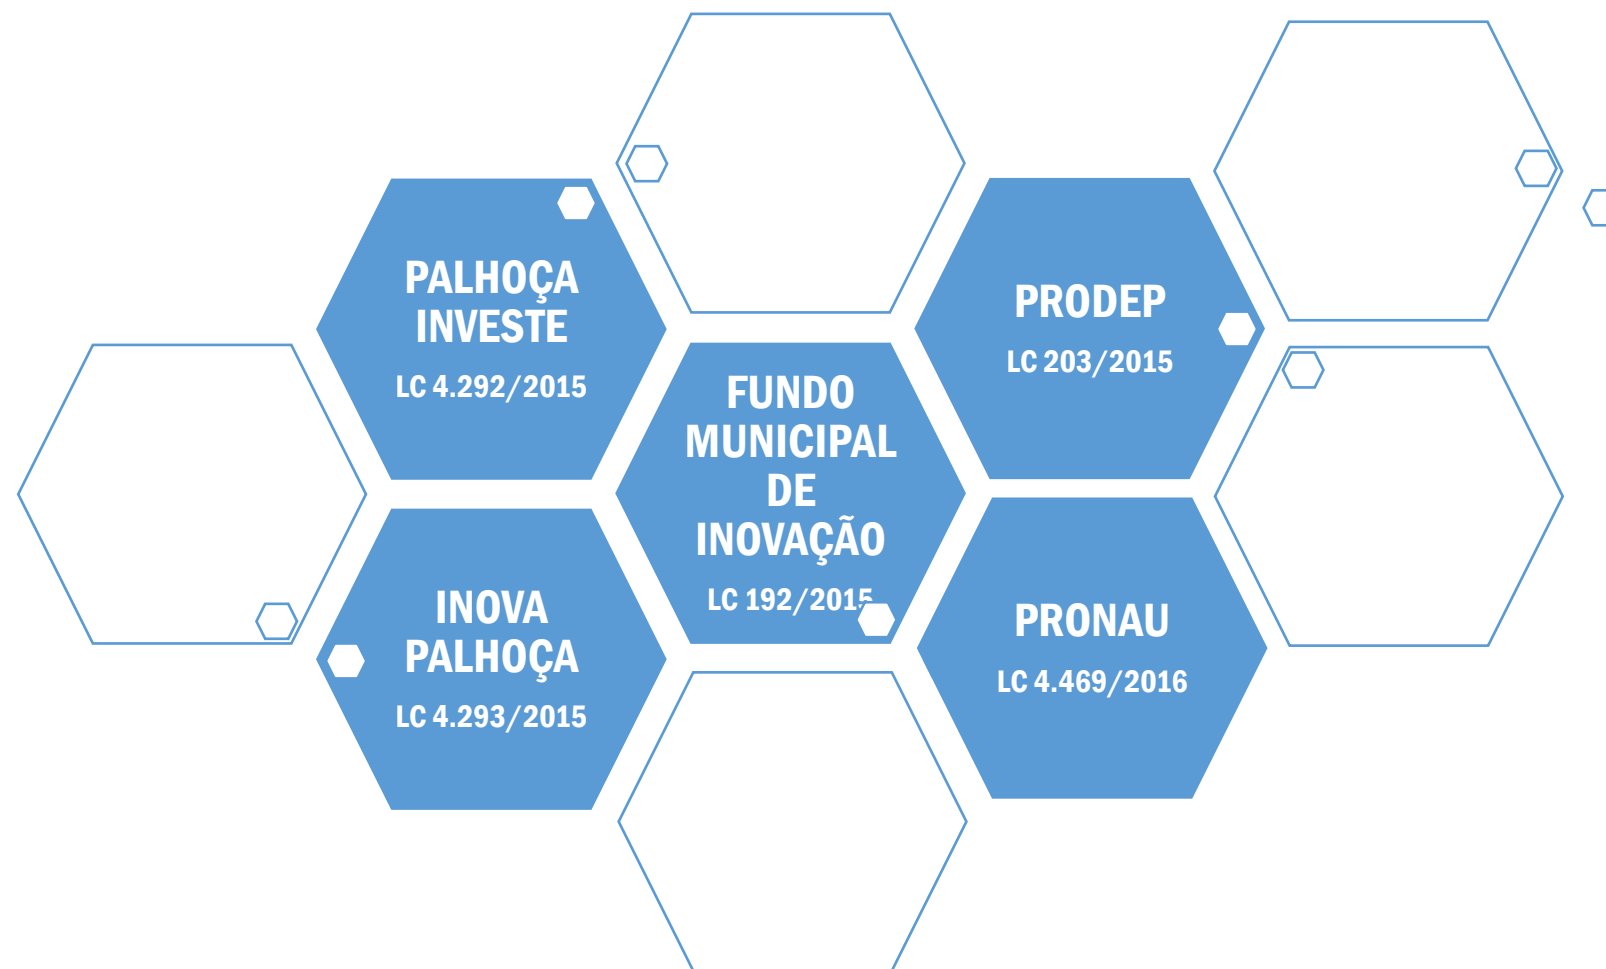 PALHOÇA
INVESTE
LC 4.292/2015
INOVA
PALHOÇA
LC 4.293/2015
FUNDO
MUNICIPAL
DE
INOVAÇÃO
LC 192/2015
PRODEP
LC 203/2015
PRONAU
LC 4.469/2016